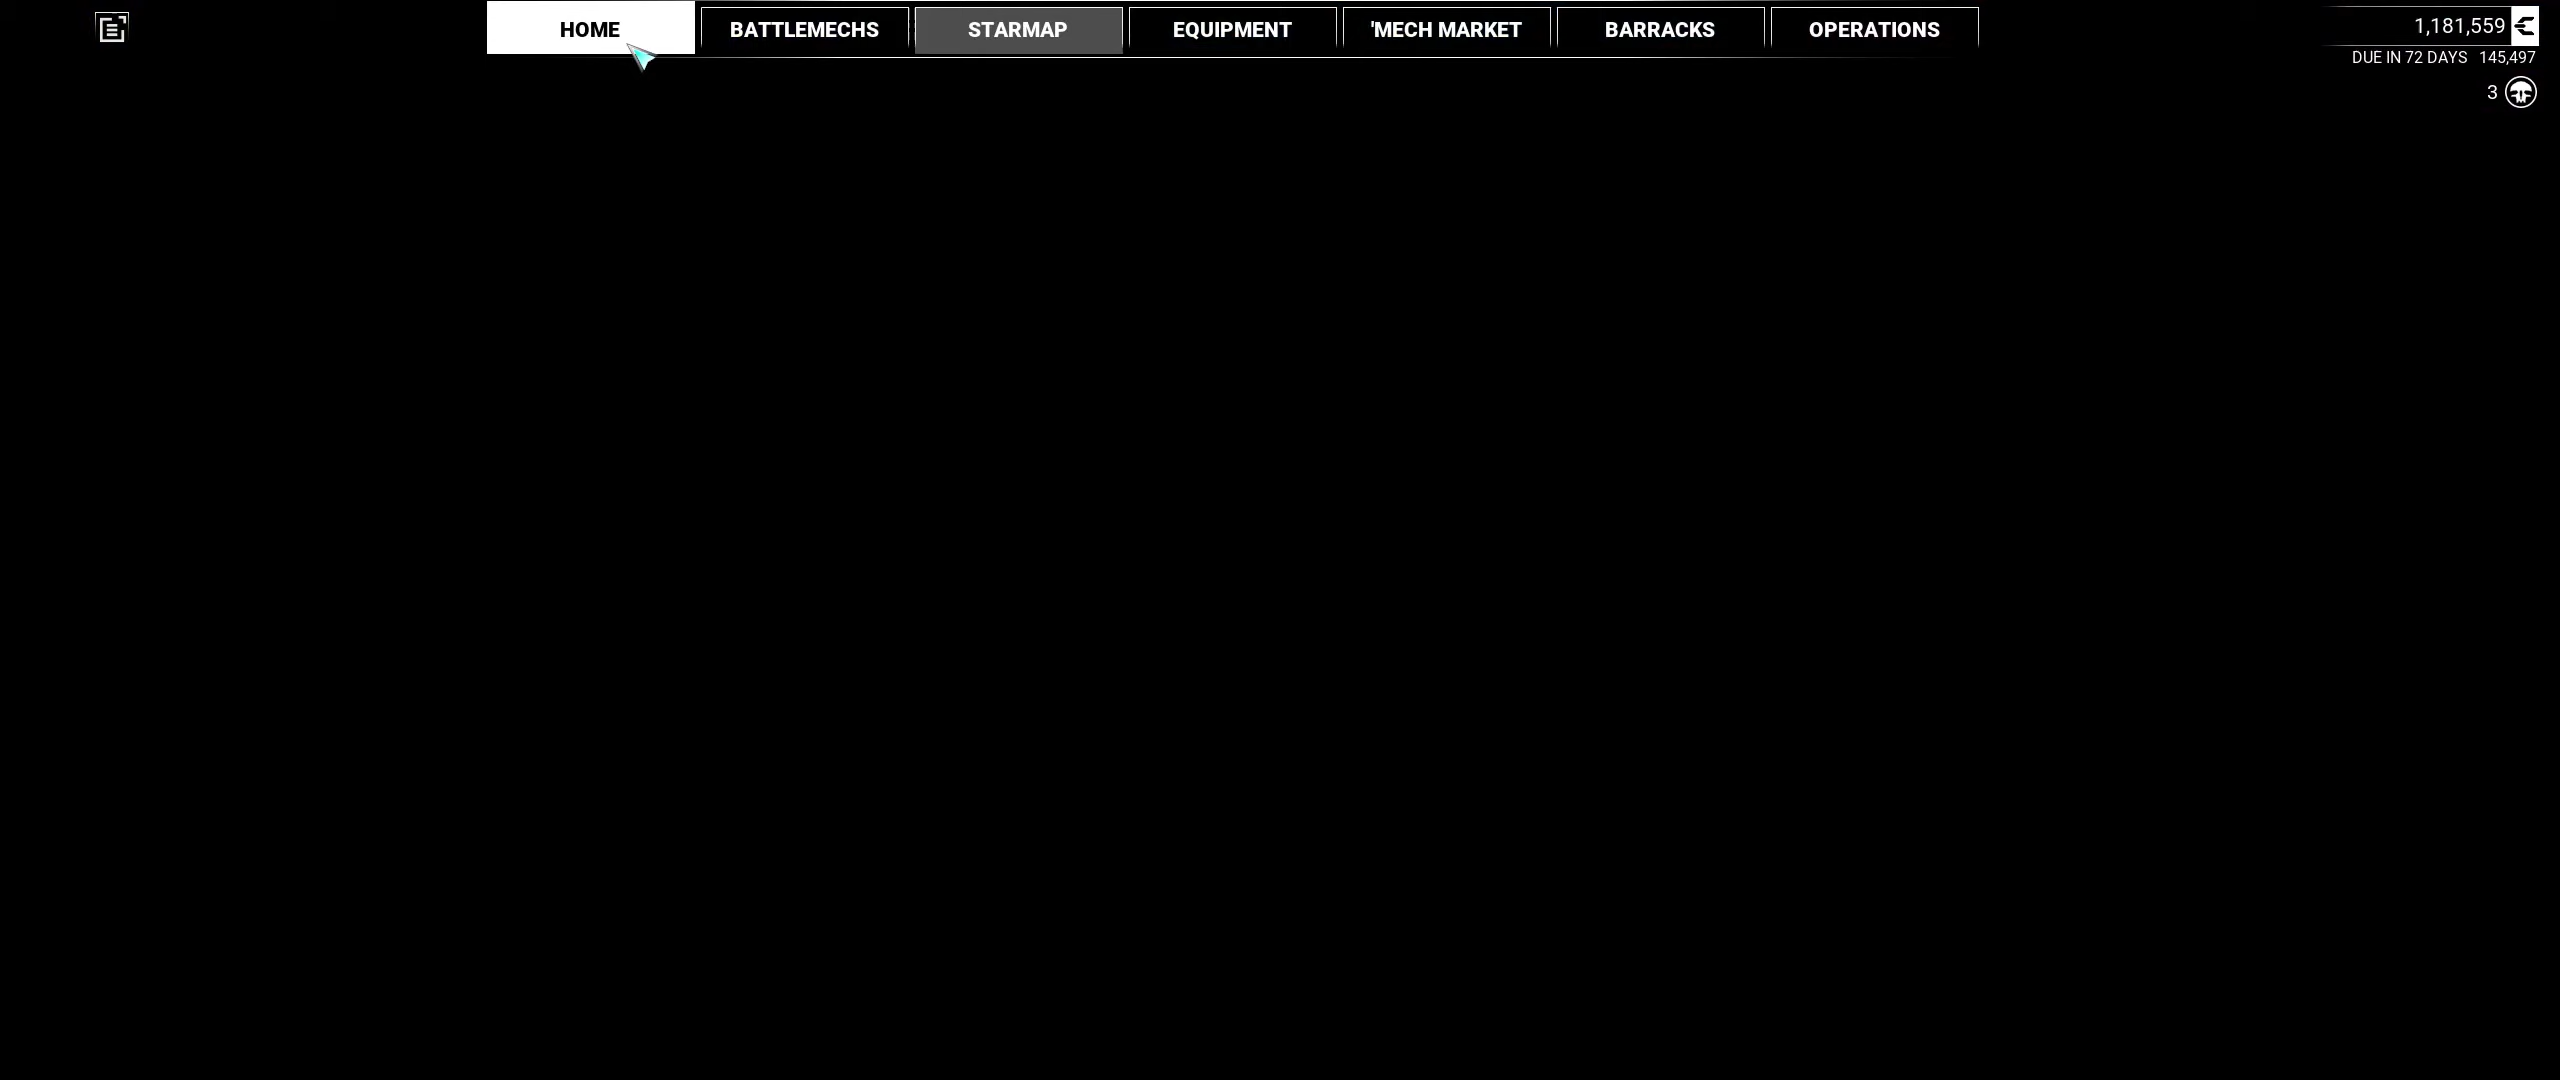 HOME BATTLEMECHS STARMAP EQUIPMENT 'MECH MARKET BARRACKS OPERATIONS
1,181,559
DUE IN 72 DAYS 145,497
3